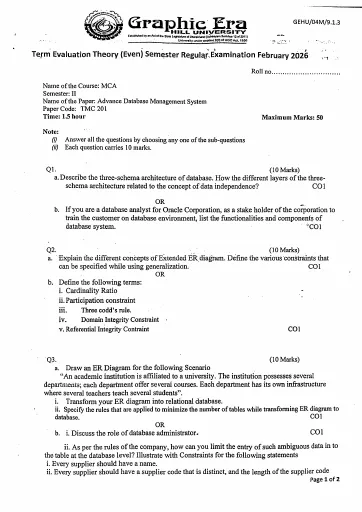 GEHU/04M/9.1.3
Graphic Era
HILL UNIVERSITY
Term Evaluation Theory (Even) Semester Regular Examination February 2026
Roll no..............................
Name of the Course: MCA
Semester: II
Name of the Paper: Advance Database Management System
Paper Code: TMC 201
Time: 1.5 hour Maximum Marks: 50
Note:
(i) Answer all the questions by choosing any one of the sub-questions
(ii) Each question carries 10 marks.
Q1. (10 Marks)
a. Describe the three-schema architecture of database. How the different layers of the three-
schema architecture related to the concept of data independence? CO1
OR
b. If you are a database analyst for Oracle Corporation, as a stake holder of the corporation to
train the customer on database environment, list the functionalities and components of
database system. CO1
Q2. (10 Marks)
a. Explain the different concepts of Extended ER diagram. Define the various constraints that
can be specified while using generalization. CO1
OR
b. Define the following terms:
i. Cardinality Ratio
ii. Participation constraint
iii. Three codd's rule.
iv. Domain Integrity Constraint
v. Referential Integrity Contraint CO1
Q3. (10 Marks)
a. Draw an ER Diagram for the following Scenario
"An academic institution is affiliated to a university. The institution possesses several
departments; each department offer several courses. Each department has its own infrastructure
where several teachers teach several students".
i. Transform your ER diagram into relational database.
ii. Specify the rules that are applied to minimize the number of tables while transforming ER diagram to
database. CO1
OR
b. i. Discuss the role of database administrator. CO1
ii. As per the rules of the company, how can you limit the entry of such ambiguous data in to
the table at the database level? Illustrate with Constraints for the following statements
i. Every supplier should have a name.
ii. Every supplier should have a supplier code that is distinct, and the length of the supplier code
Page 1 of 2